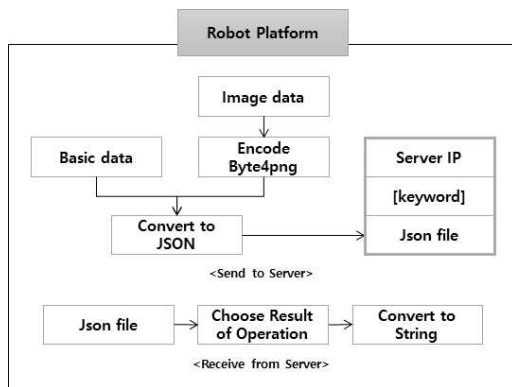 Robot Platform
Image data
Basic data
Encode
Byte4png
Server IP
[keyword]
Convert to
JSON
Json file
<Send to Server>
Json file
Choose Result
of Operation
Convert to
String
<Receive from Server>